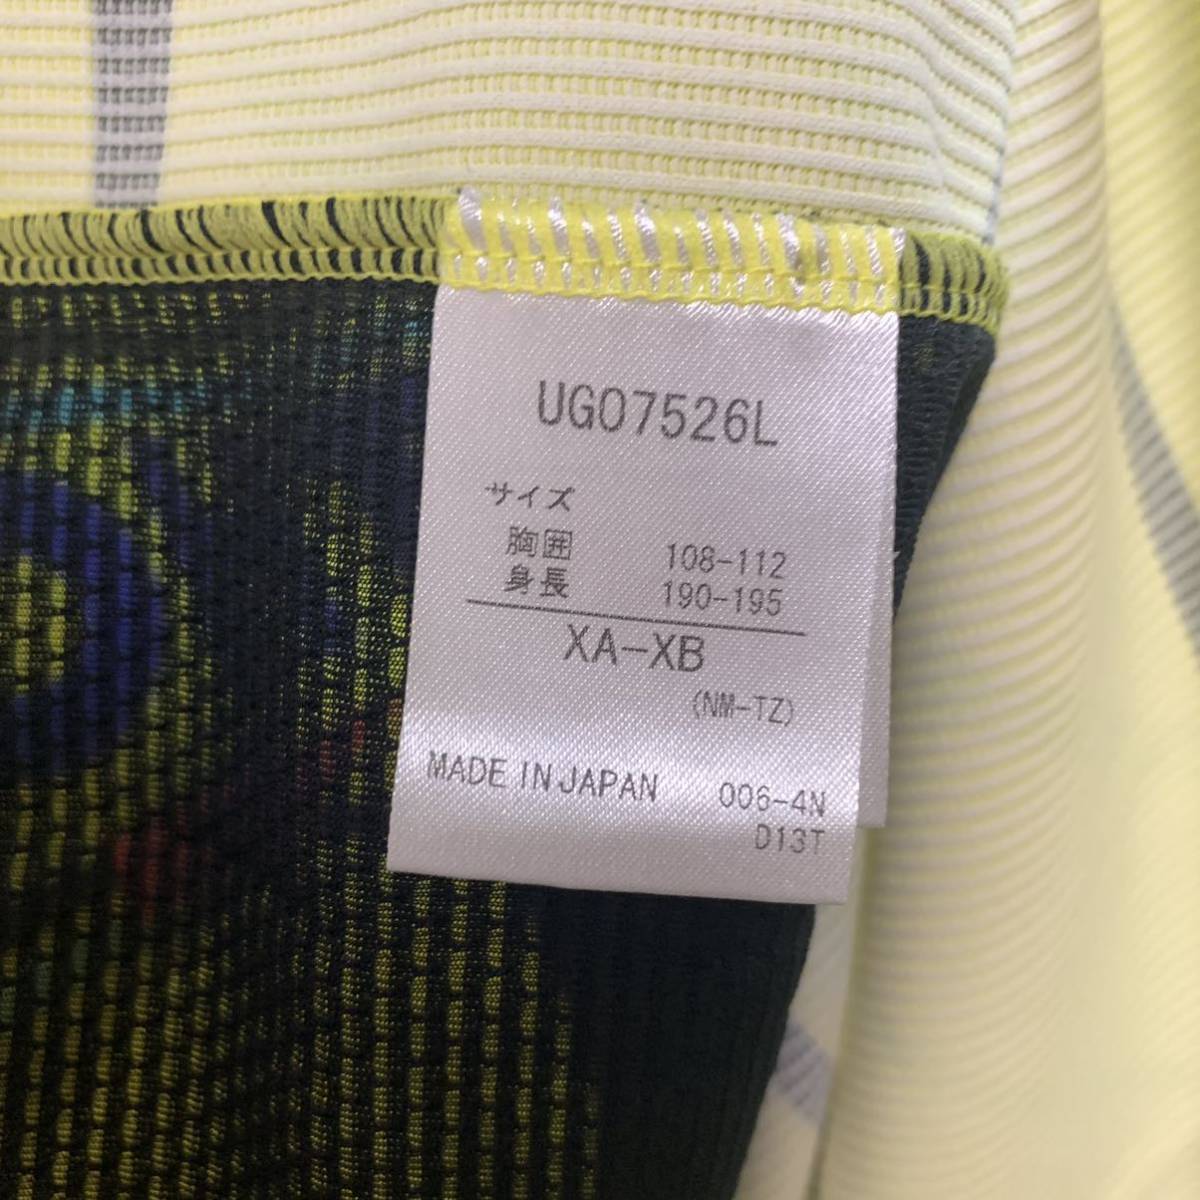 UG07526L
サイズ
胸囲 108-112
身長 190-195
XA-XB
(NM-TZ)
MADE IN JAPAN 006-4N
D13T